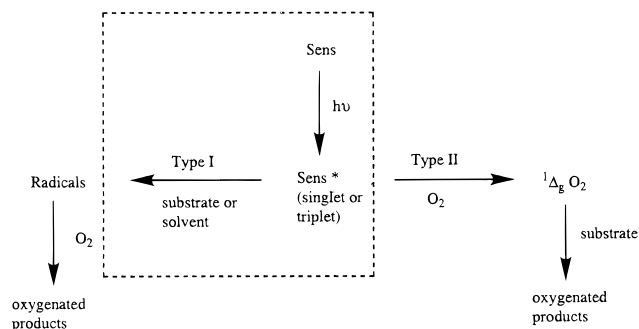 Sens
hυ
Type I
Type II
Radicals
Sens *
(singlet or
triplet)
substrate or
solvent
O₂
¹Δg O₂
O₂
substrate
oxygenated
products
oxygenated
products